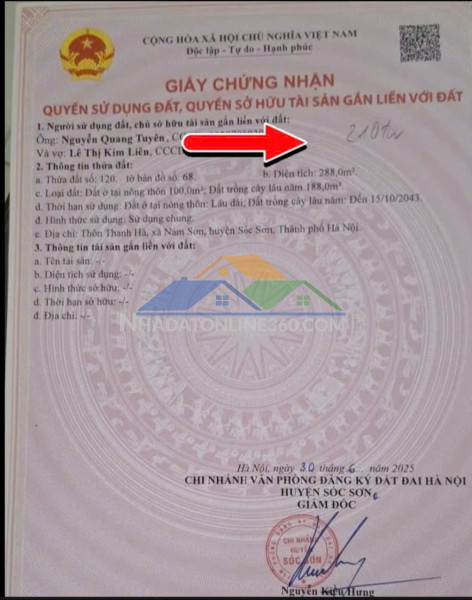 CỘNG HÒA XÃ HỘI CHỦ NGHĨA VIỆT NAM
Độc lập - Tự do - Hạnh phúc
GIẤY CHỨNG NHẬN
QUYỀN SỬ DỤNG ĐẤT, QUYỀN SỞ HỮU TÀI SẢN GẮN LIỀN VỚI ĐẤT
1. Người sử dụng đất, chủ sở hữu tài sản gắn liền với đất:
Ông: Nguyễn Quang Tuyên, CC
Và vợ: Lê Thị Kim Liên, CCCD
2. Thông tin thửa đất:
a. Thửa đất số: 120, tờ bản đồ số: 68. b. Diện tích: 288,0m².
c. Loại đất: Đất ở tại nông thôn 100,0m²; Đất trồng cây lâu năm 188,0m².
d. Thời hạn sử dụng: Đất ở tại nông thôn: Lâu dài; Đất trồng cây lâu năm: Đến 15/10/2043.
đ. Hình thức sử dụng: Sử dụng chung.
e. Địa chỉ: Thôn Thanh Hà, xã Nam Sơn, huyện Sóc Sơn, Thành phố Hà Nội.
3. Thông tin tài sản gắn liền với đất:
a. Tên tài sản: -/-
b. Diện tích sử dụng: -/-
c. Hình thức sở hữu: -/-
d. Thời hạn sở hữu: -/-
đ. Địa chỉ: -/-
NHADATONLINE360.COM
Hà Nội, ngày 30 tháng 6 năm 2025
CHI NHÁNH VĂN PHÒNG ĐĂNG KÝ ĐẤT ĐAI HÀ NỘI
HUYỆN SÓC SƠN
GIÁM ĐỐC
CHI NHÁNH
HUYỆN
SÓC SƠN
Nguyễn Kiều Hưng